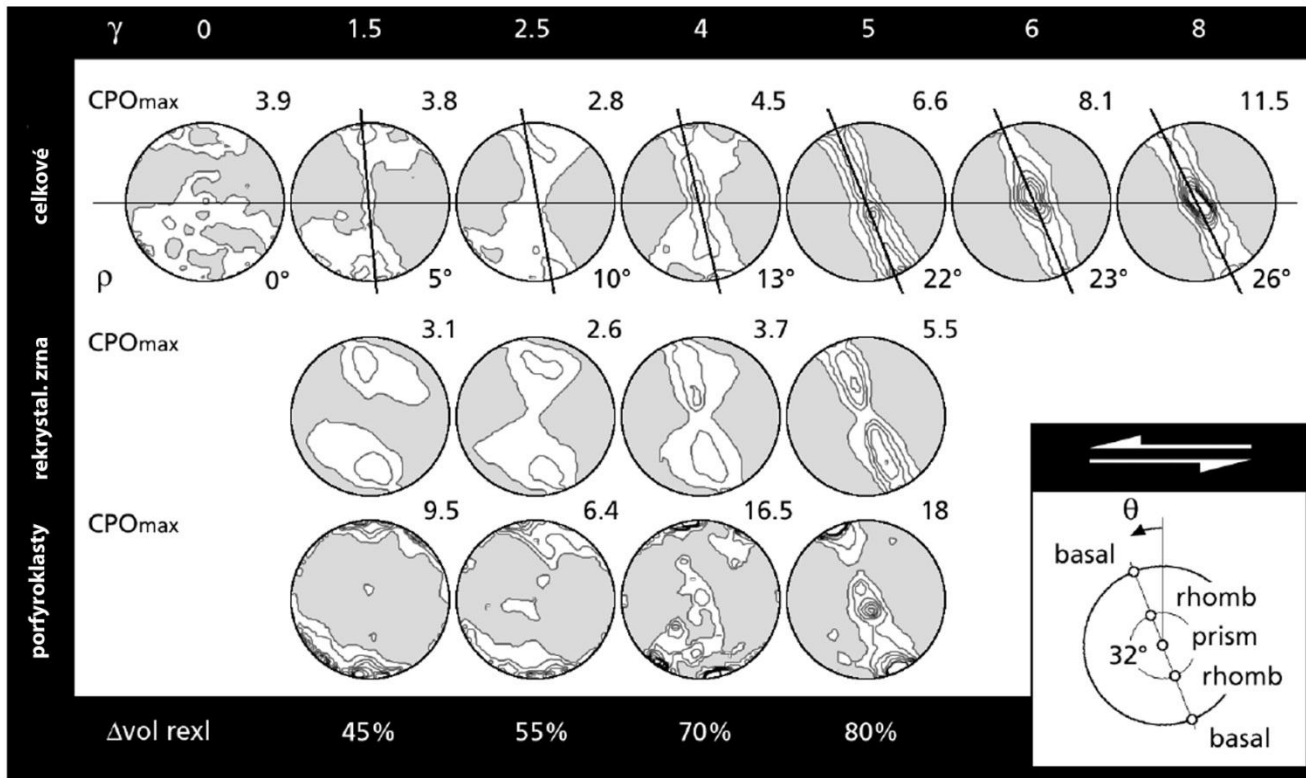 γ 0 1.5 2.5 4 5 6 8
celkové
CPOmax 3.9 3.8 2.8 4.5 6.6 8.1 11.5
ρ 0° 5° 10° 13° 22° 23° 26°
rekrystal. zrna
CPOmax 3.1 2.6 3.7 5.5
porfyroklasty
CPOmax 9.5 6.4 16.5 18
Δvol rexl 45% 55% 70% 80%
θ
basal
rhomb
prism
32°
rhomb
basal